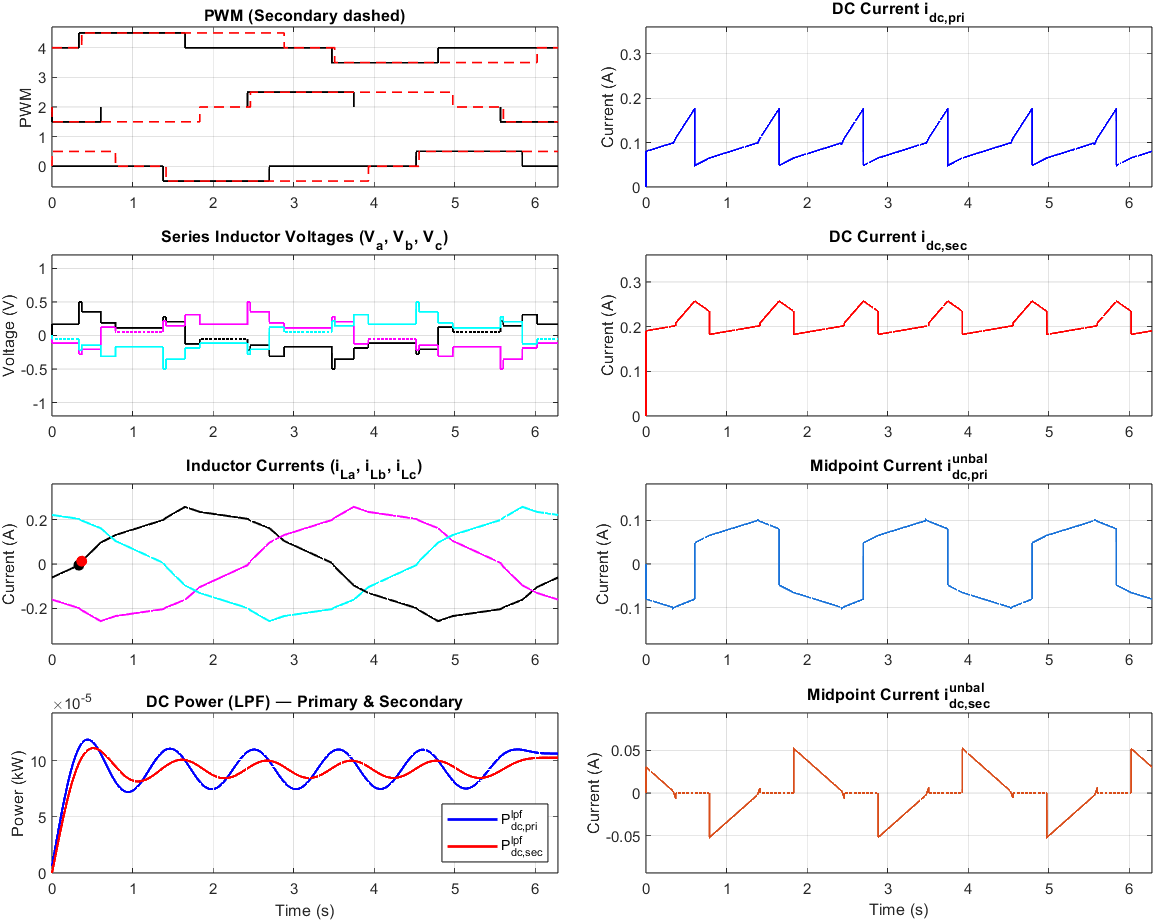 PWM (Secondary dashed)
PWM
4
3
2
1
0
0 1 2 3 4 5 6
DC Current i_dc,pri
Current (A)
0.3
0.2
0.1
0
0 1 2 3 4 5 6
Series Inductor Voltages (V_a, V_b, V_c)
Voltage (V)
1
0.5
0
-0.5
-1
0 1 2 3 4 5 6
DC Current i_dc,sec
Current (A)
0.3
0.2
0.1
0
0 1 2 3 4 5 6
Inductor Currents (i_La, i_Lb, i_Lc)
Current (A)
0.2
0
-0.2
0 1 2 3 4 5 6
Midpoint Current i^unbal_dc,pri
Current (A)
0.1
0
-0.1
0 1 2 3 4 5 6
×10^-5
DC Power (LPF) — Primary & Secondary
Power (kW)
10
5
0
P^lpf_dc,pri
P^lpf_dc,sec
0 1 2 3 4 5 6
Time (s)
Midpoint Current i^unbal_dc,sec
Current (A)
0.05
0
-0.05
0 1 2 3 4 5 6
Time (s)